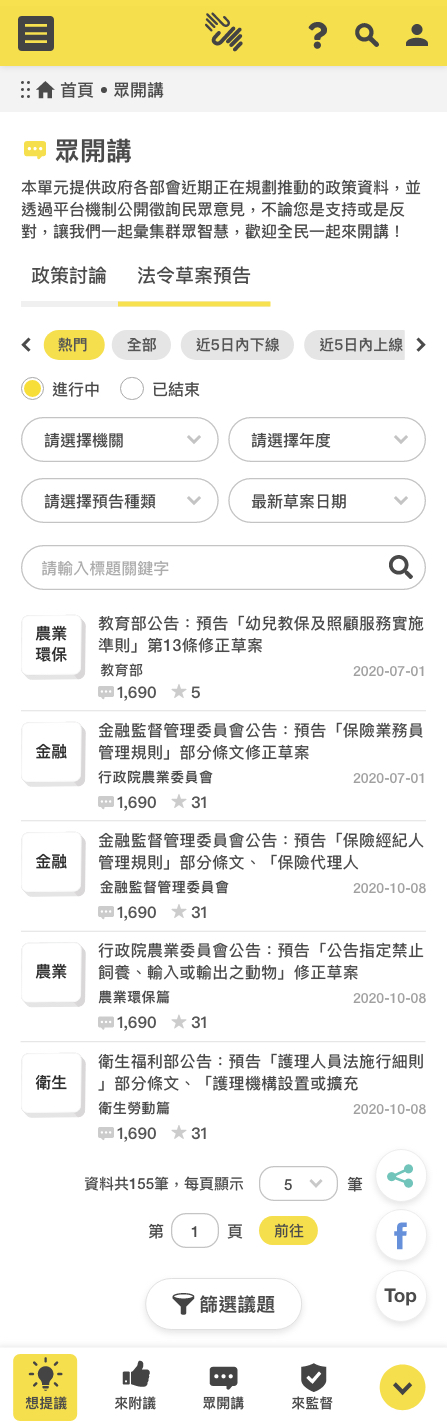 首頁 • 眾開講
眾開講
本單元提供政府各部會近期正在規劃推動的政策資料，並
透過平台機制公開徵詢民眾意見，不論您是支持或是反
對，讓我們一起彙集群眾智慧，歡迎全民一起來開講！
政策討論 法令草案預告
熱門 全部 近5日內下線 近5日內上線
進行中 已結束
請選擇機關 請選擇年度
請選擇預告種類 最新草案日期
請輸入標題關鍵字
農業
環保
教育部公告：預告「幼兒教保及照顧服務實施
準則」第13條修正草案
教育部 2020-07-01
1,690 5
金融
金融監督管理委員會公告：預告「保險業務員
管理規則」部分條文修正草案
行政院農業委員會 2020-07-01
1,690 31
金融
金融監督管理委員會公告：預告「保險經紀人
管理規則」部分條文、「保險代理人
金融監督管理委員會 2020-10-08
1,690 31
農業
行政院農業委員會公告：預告「公告指定禁止
飼養、輸入或輸出之動物」修正草案
農業環保篇 2020-10-08
1,690 31
衛生
衛生福利部公告：預告「護理人員法施行細則
」部分條文、「護理機構設置或擴充
衛生勞動篇 2020-10-08
1,690 31
資料共155筆，每頁顯示 5 筆
第 1 頁 前往
Top
篩選議題
想提議 來附議 眾開講 來監督